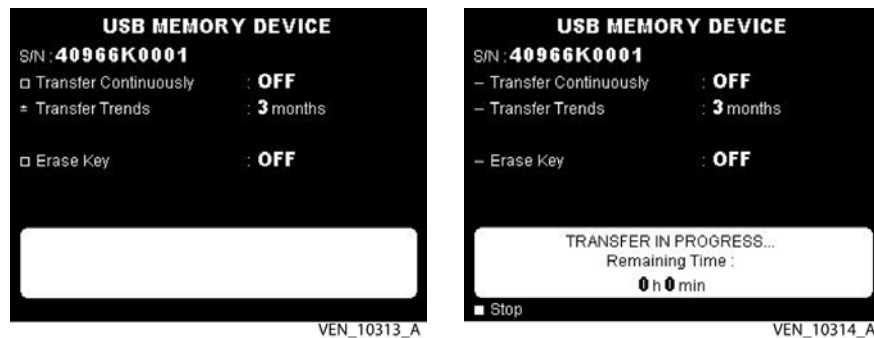 USB MEMORY DEVICE
S/N : 40966K0001
Transfer Continuously : OFF
Transfer Trends : 3 months
Erase Key : OFF
VEN_10313_A
USB MEMORY DEVICE
S/N : 40966K0001
– Transfer Continuously : OFF
– Transfer Trends : 3 months
– Erase Key : OFF
TRANSFER IN PROGRESS...
Remaining Time :
0 h 0 min
Stop
VEN_10314_A